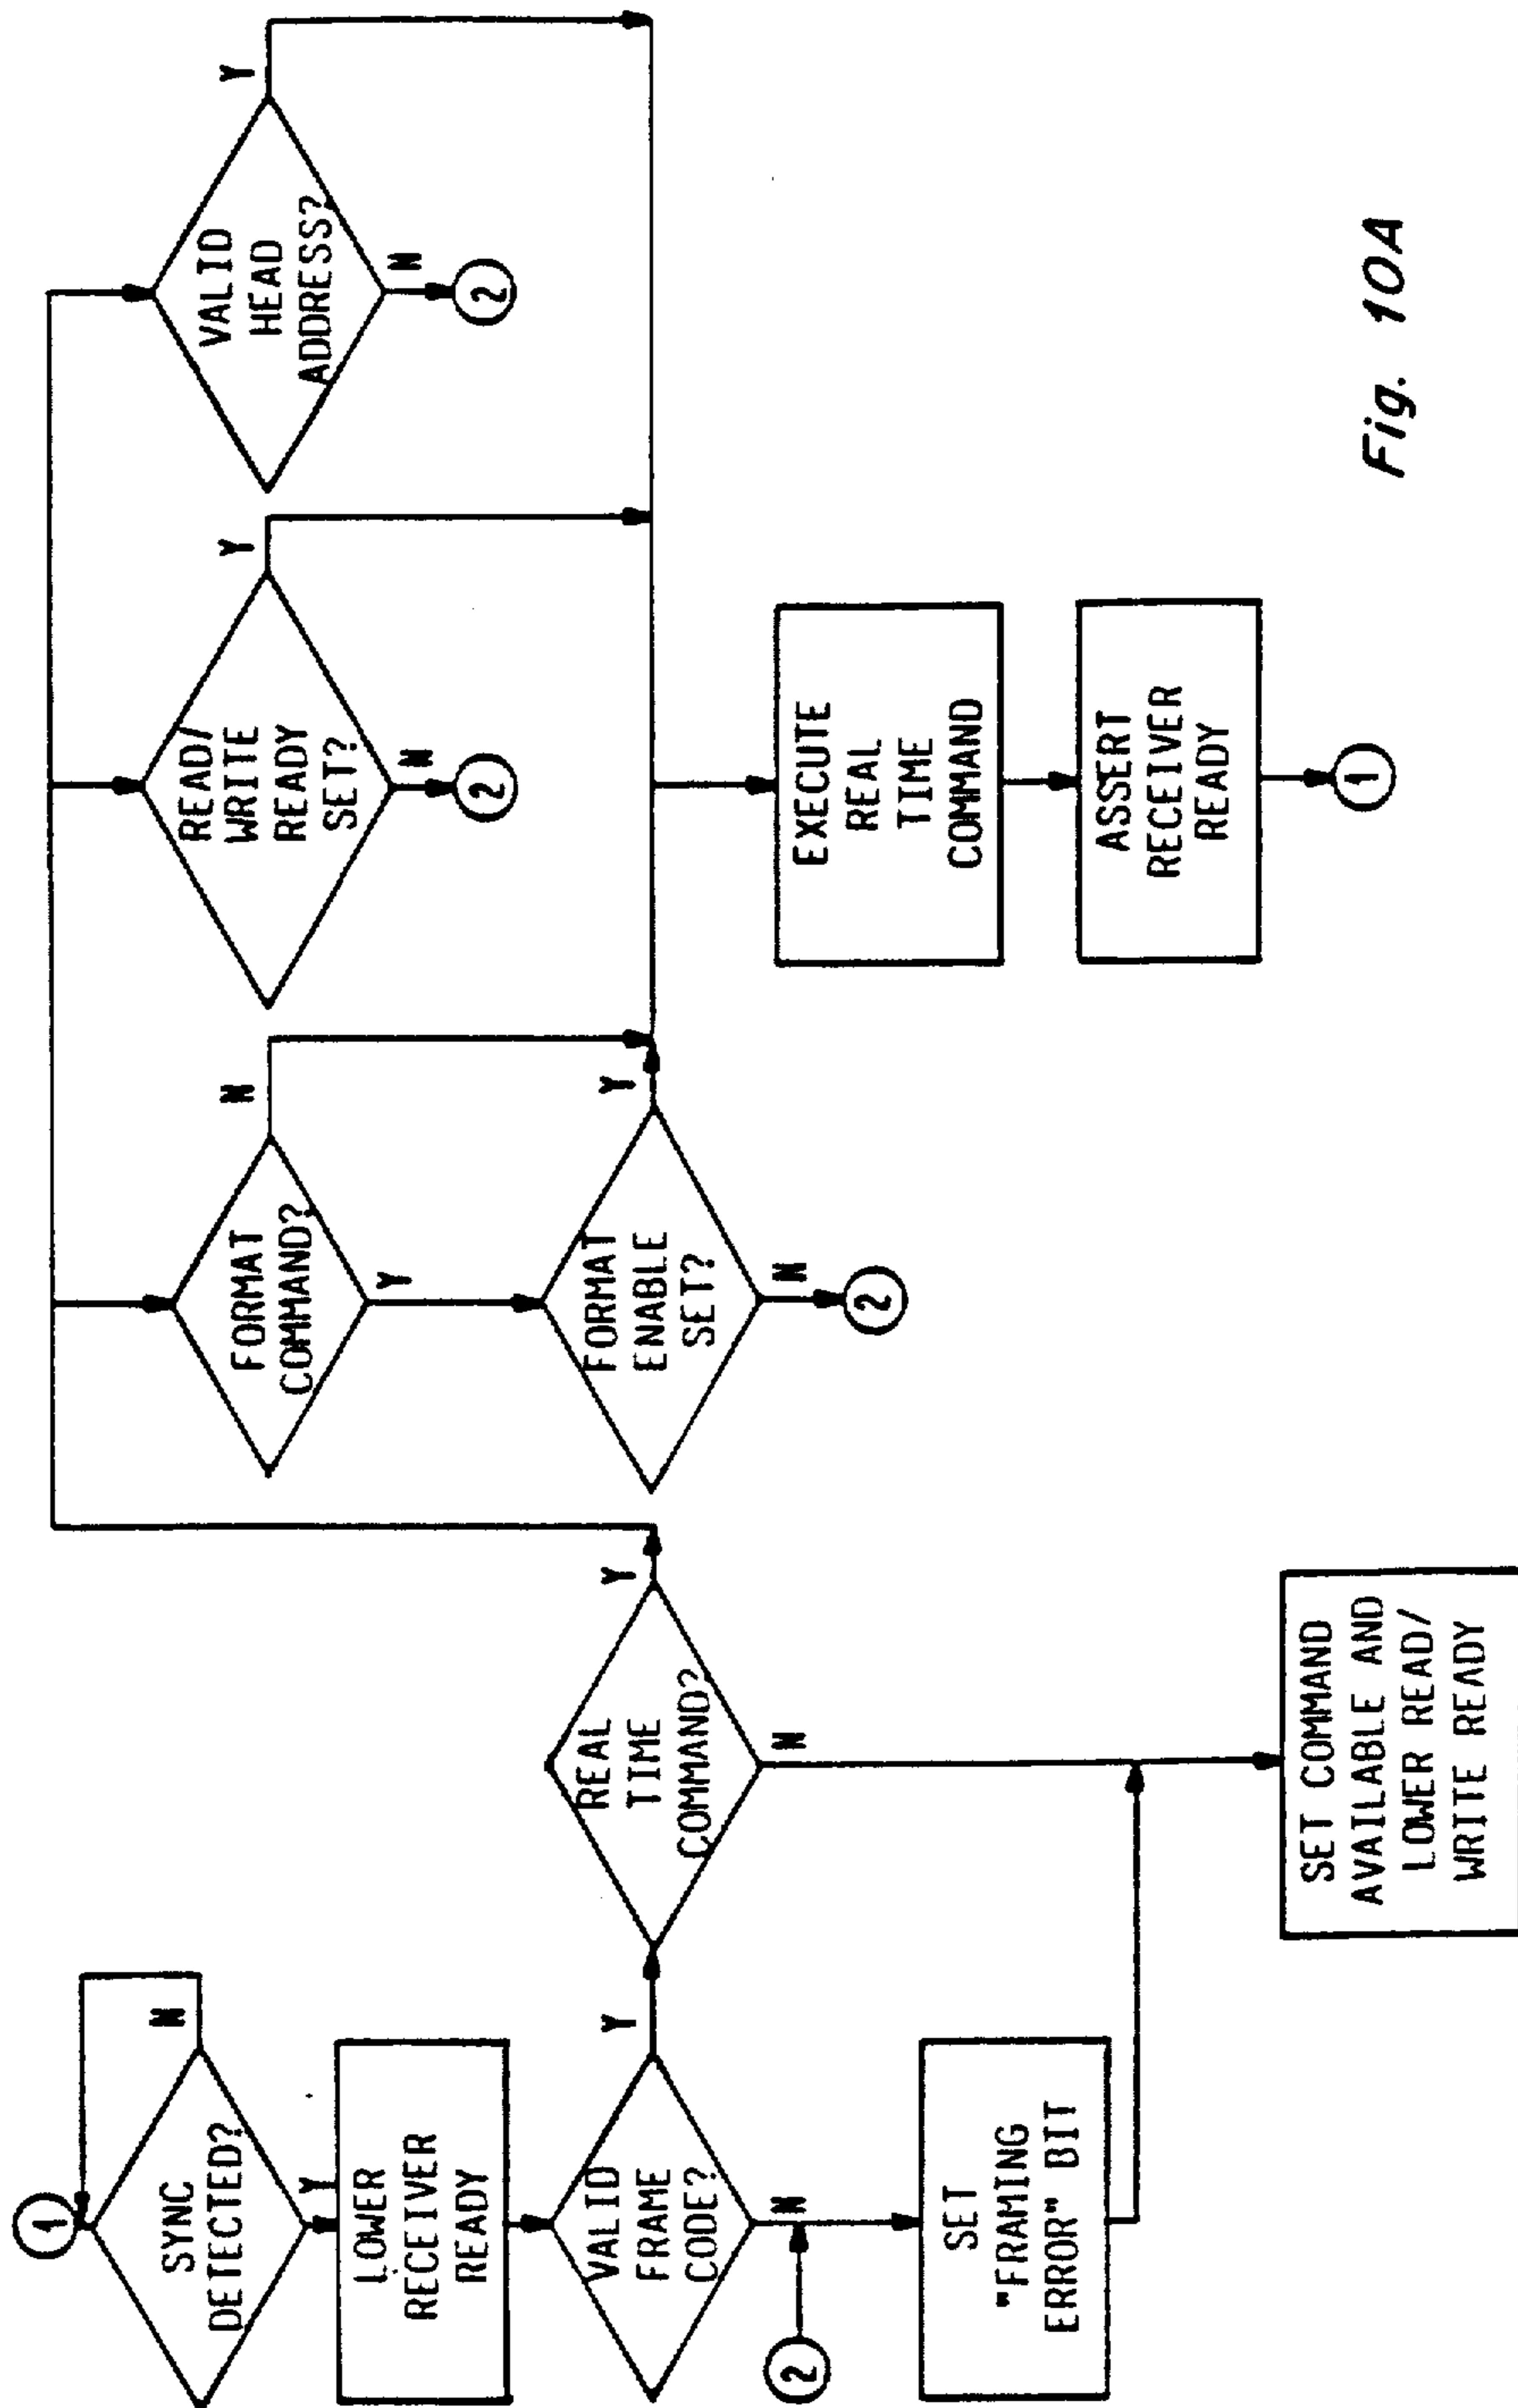 1
SYNC
DETECTED?
N
Y
LOWER
RECEIVER
READY
VALID
FRAME
CODE?
Y
N
2
SET
"FRAMING
ERROR" BIT
REAL
TIME
COMMAND?
Y
N
SET COMMAND
AVAILABLE AND
LOWER READ/
WRITE READY
FORMAT
COMMAND?
N
Y
FORMAT
ENABLE
SET?
Y
N
2
READ/
WRITE
READY
SET?
Y
N
2
VALID
HEAD
ADDRESS?
Y
N
2
EXECUTE
REAL
TIME
COMMAND
ASSERT
RECEIVER
READY
1
Fig. 10A